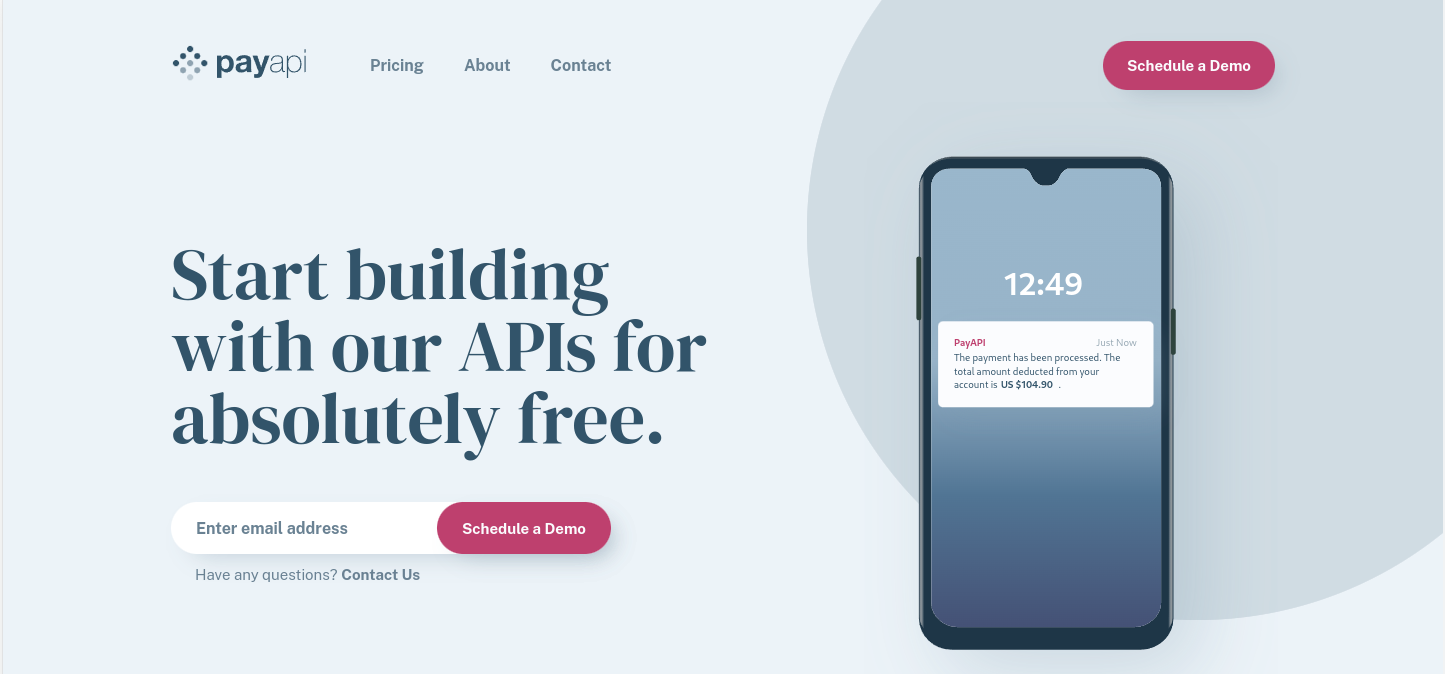 payapi
Pricing
About
Contact
Schedule a Demo
Start building
with our APIs for
absolutely free.
Enter email address
Schedule a Demo
Have any questions? Contact Us
12:49
PayAPI
Just Now
The payment has been processed. The
total amount deducted from your
account is US $104.90 .